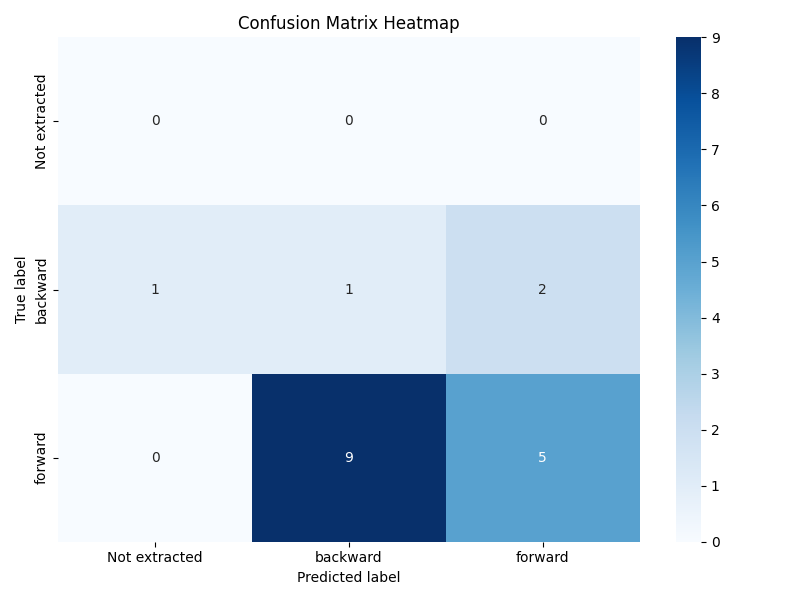 Confusion Matrix Heatmap
True label
Not extracted
0 0 0
backward
1 1 2
forward
0 9 5
Not extracted backward forward
Predicted label
9
8
7
6
5
4
3
2
1
0